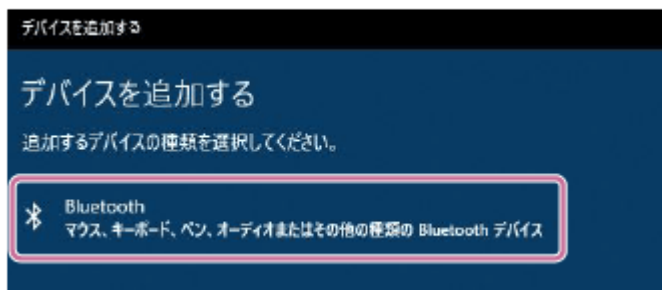 デバイスを追加する
デバイスを追加する
追加するデバイスの種類を選択してください。
Bluetooth
マウス、キーボード、ペン、オーディオまたはその他の種類の Bluetooth デバイス